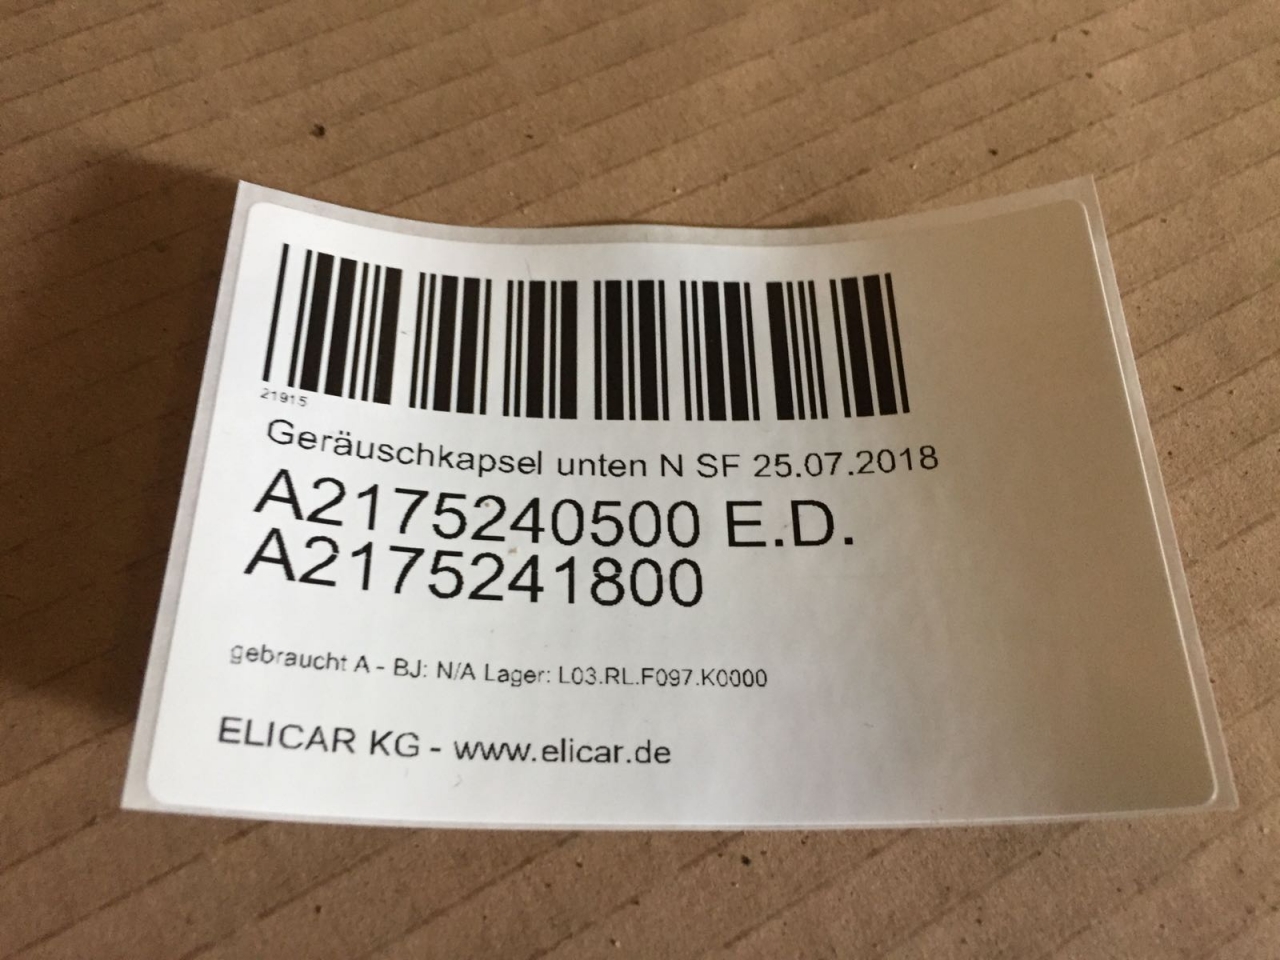 21915
Geräuschkapsel unten N SF 25.07.2018
A2175240500 E.D.
A2175241800
gebraucht A - BJ: N/A Lager: L03.RL.F097.K0000
ELICAR KG - www.elicar.de